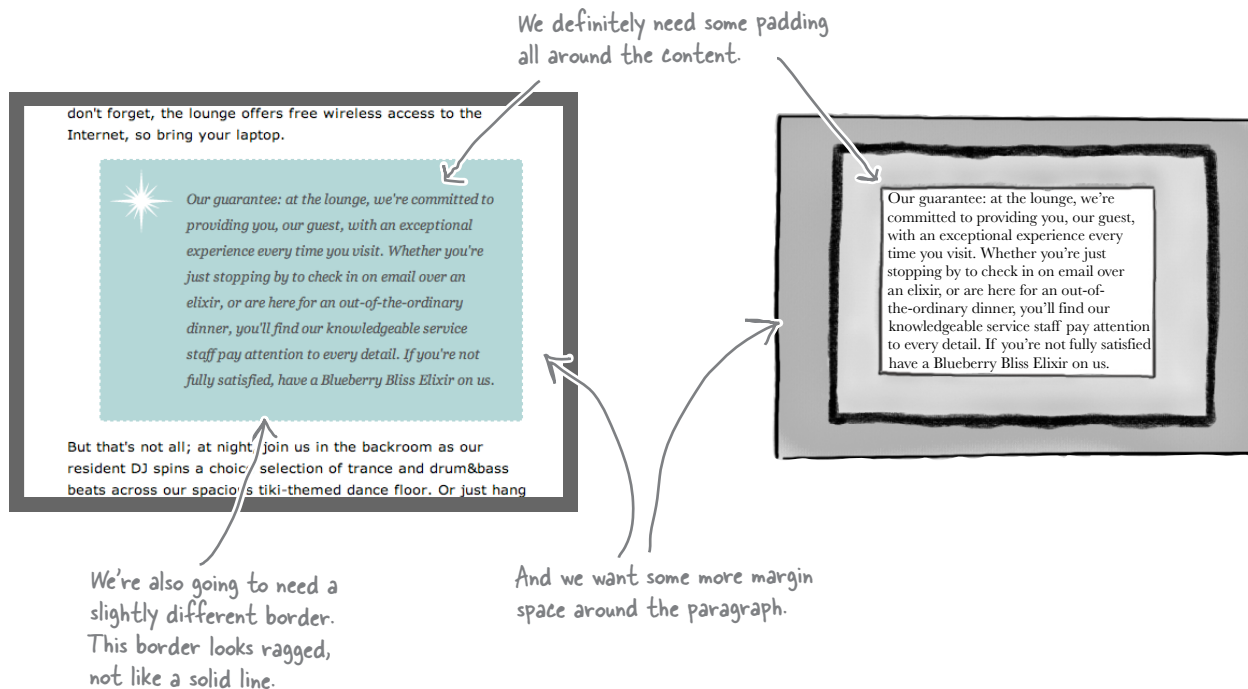 We definitely need some padding
all around the content.
don't forget, the lounge offers free wireless access to the
Internet, so bring your laptop.
Our guarantee: at the lounge, we're committed to
providing you, our guest, with an exceptional
experience every time you visit. Whether you're
just stopping by to check in on email over an
elixir, or are here for an out-of-the-ordinary
dinner, you'll find our knowledgeable service
staff pay attention to every detail. If you're not
fully satisfied, have a Blueberry Bliss Elixir on us.
But that's not all; at night, join us in the backroom as our
resident DJ spins a choice selection of trance and drum&bass
beats across our spacious tiki-themed dance floor. Or just hang
Our guarantee: at the lounge, we’re
committed to providing you, our guest,
with an exceptional experience every
time you visit. Whether you’re just
stopping by to check in on email over
an elixir, or are here for an out-of-
the-ordinary dinner, you’ll find our
knowledgeable service staff pay attention
to every detail. If you’re not fully satisfied
have a Blueberry Bliss Elixir on us.
We’re also going to need a
slightly different border.
This border looks ragged,
not like a solid line.
And we want some more margin
space around the paragraph.